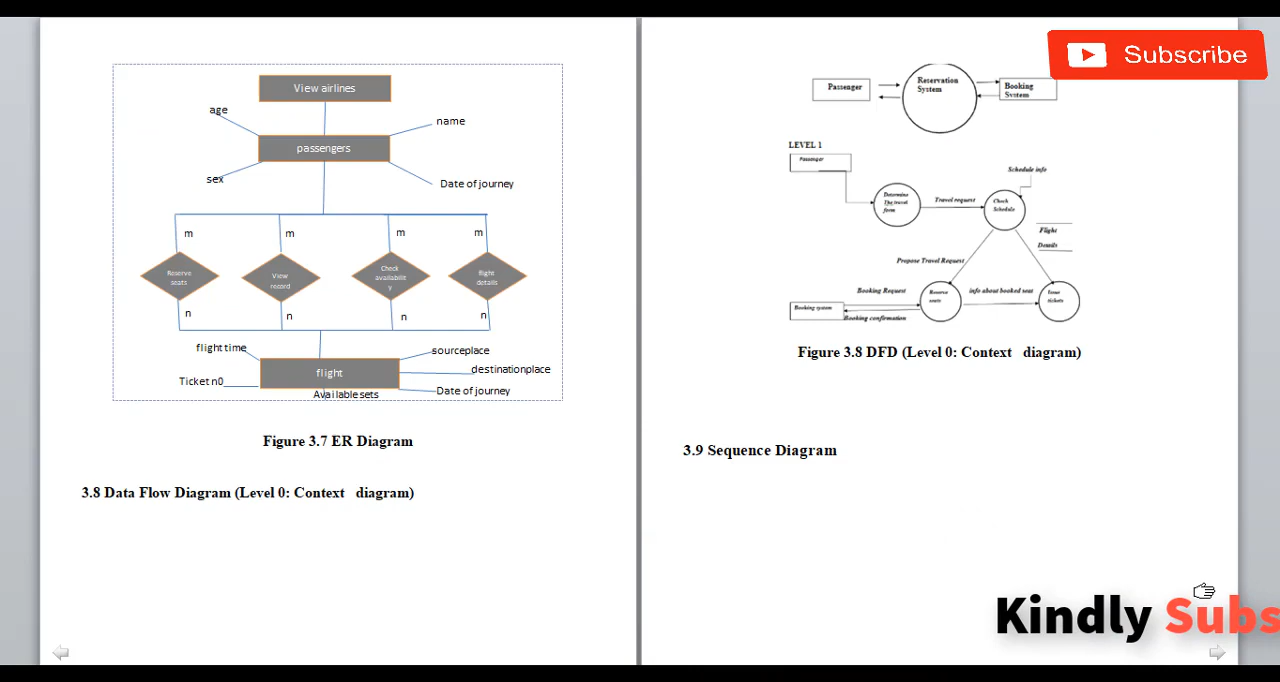 View airlines
age
name
passengers
sex
Date of journey
m m m m
Reserve seats
View record
Check availabilit y
flight details
n n n n
flight time
sourceplace
flight
destinationplace
Ticket n0
Date of journey
Available sets
Figure 3.7 ER Diagram
3.8 Data Flow Diagram (Level 0: Context diagram)
Subscribe
Passenger
Reservation System
Booking System
LEVEL 1
Passenger
Schedule info
Determine The travel form
Travel request
Check Schedule
Flight
Details
Propose Travel Request
Booking Request
Reserve seats
info about booked seat
Issue tickets
Booking system
Booking confirmation
Figure 3.8 DFD (Level 0: Context diagram)
3.9 Sequence Diagram
Kindly Subs